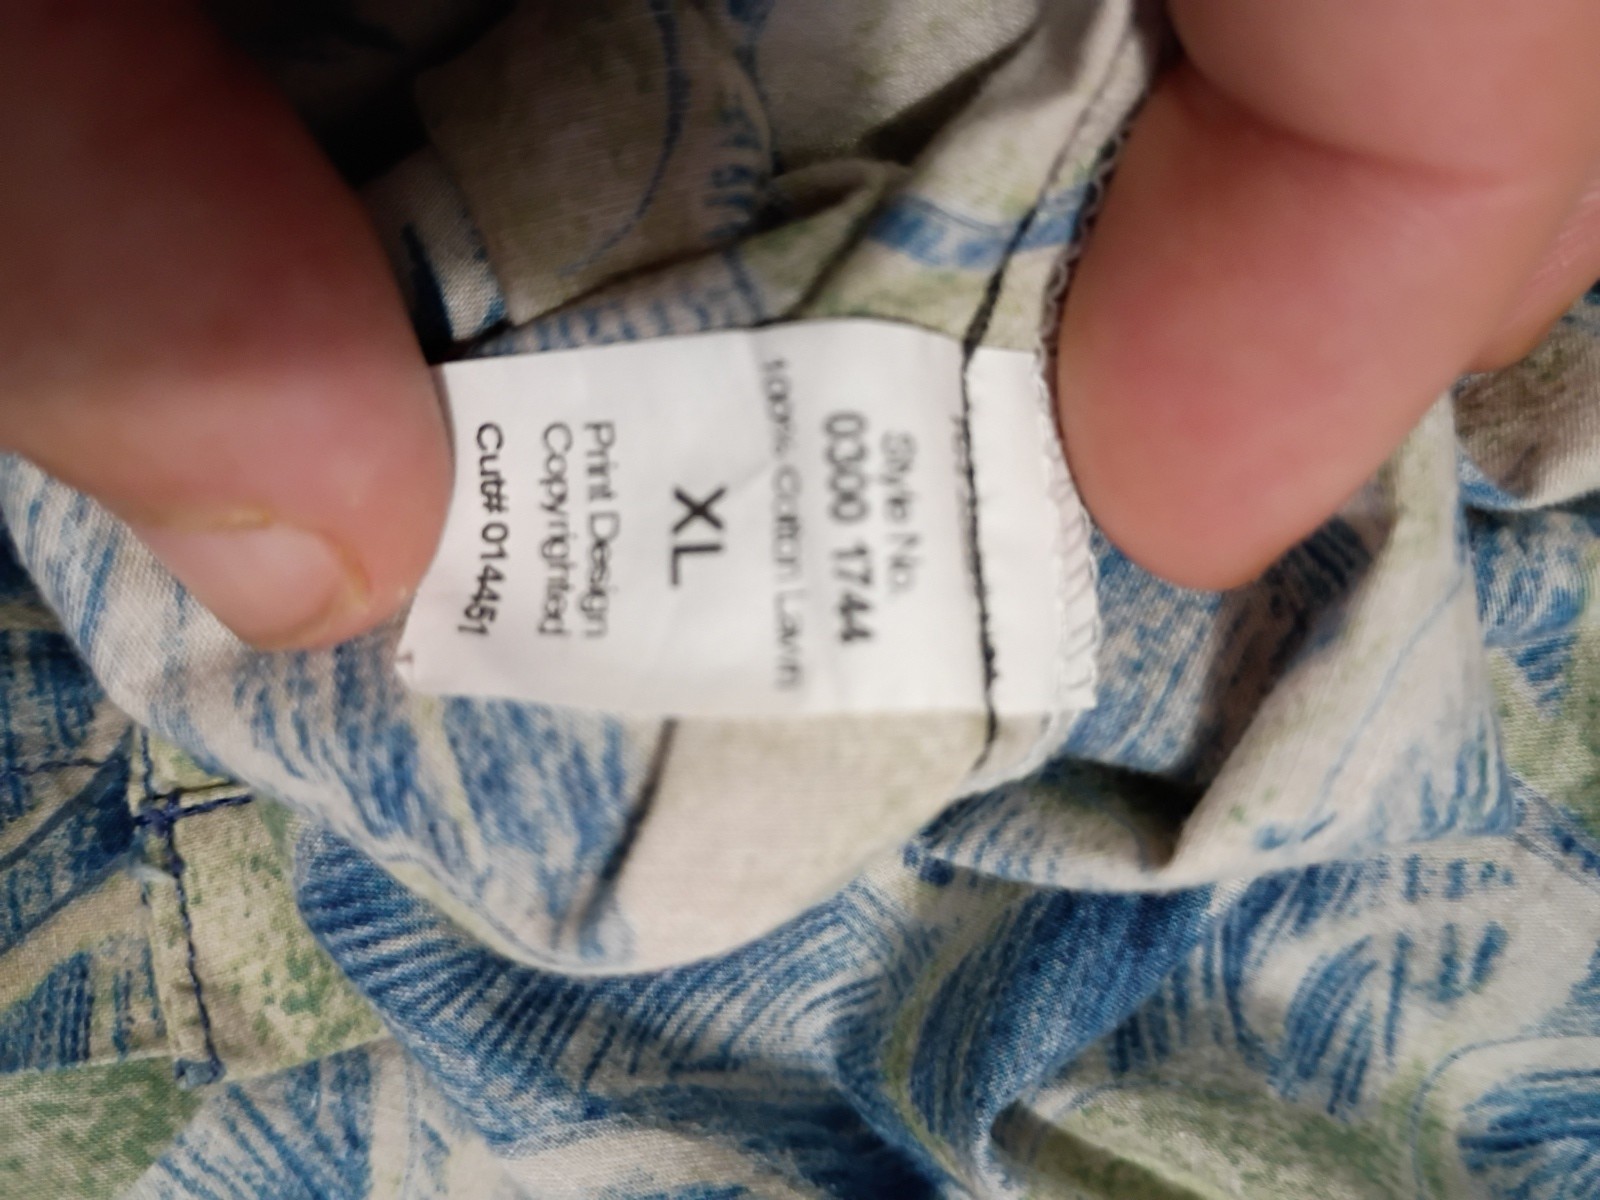 Style No.
0300 1744
100% Cotton Lawn
XL
Print Design
Copyrighted
Cut# 014451